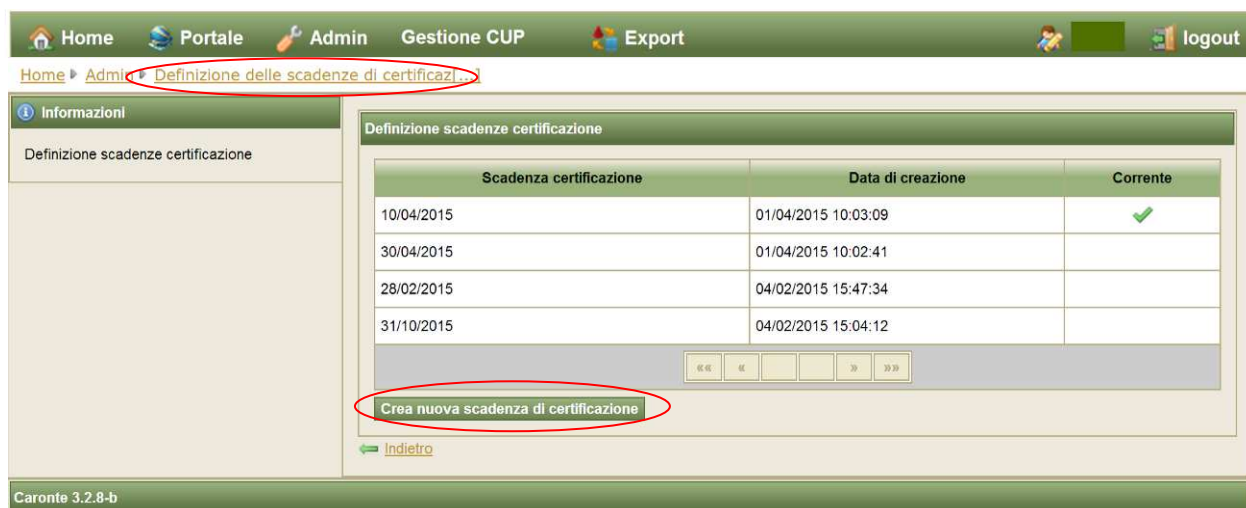 Home Portale Admin Gestione CUP Export logout
Home Admin Definizione delle scadenze di certificaz[...]
Informazioni
Definizione scadenze certificazione
Definizione scadenze certificazione
Scadenza certificazione Data di creazione Corrente
10/04/2015 01/04/2015 10:03:09
30/04/2015 01/04/2015 10:02:41
28/02/2015 04/02/2015 15:47:34
31/10/2015 04/02/2015 15:04:12
«« « » »»
Crea nuova scadenza di certificazione
Indietro
Caronte 3.2.8-b